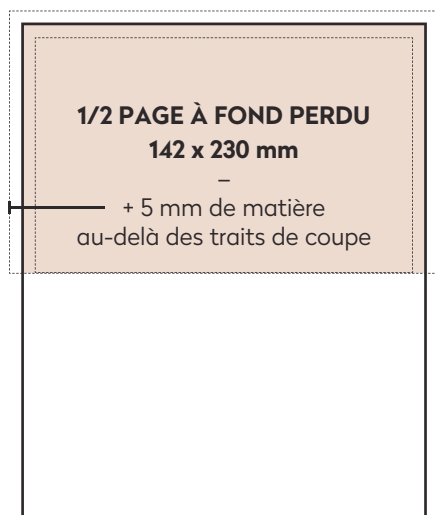 1/2 PAGE À FOND PERDU
142 x 230 mm
–
+ 5 mm de matière
au-delà des traits de coupe